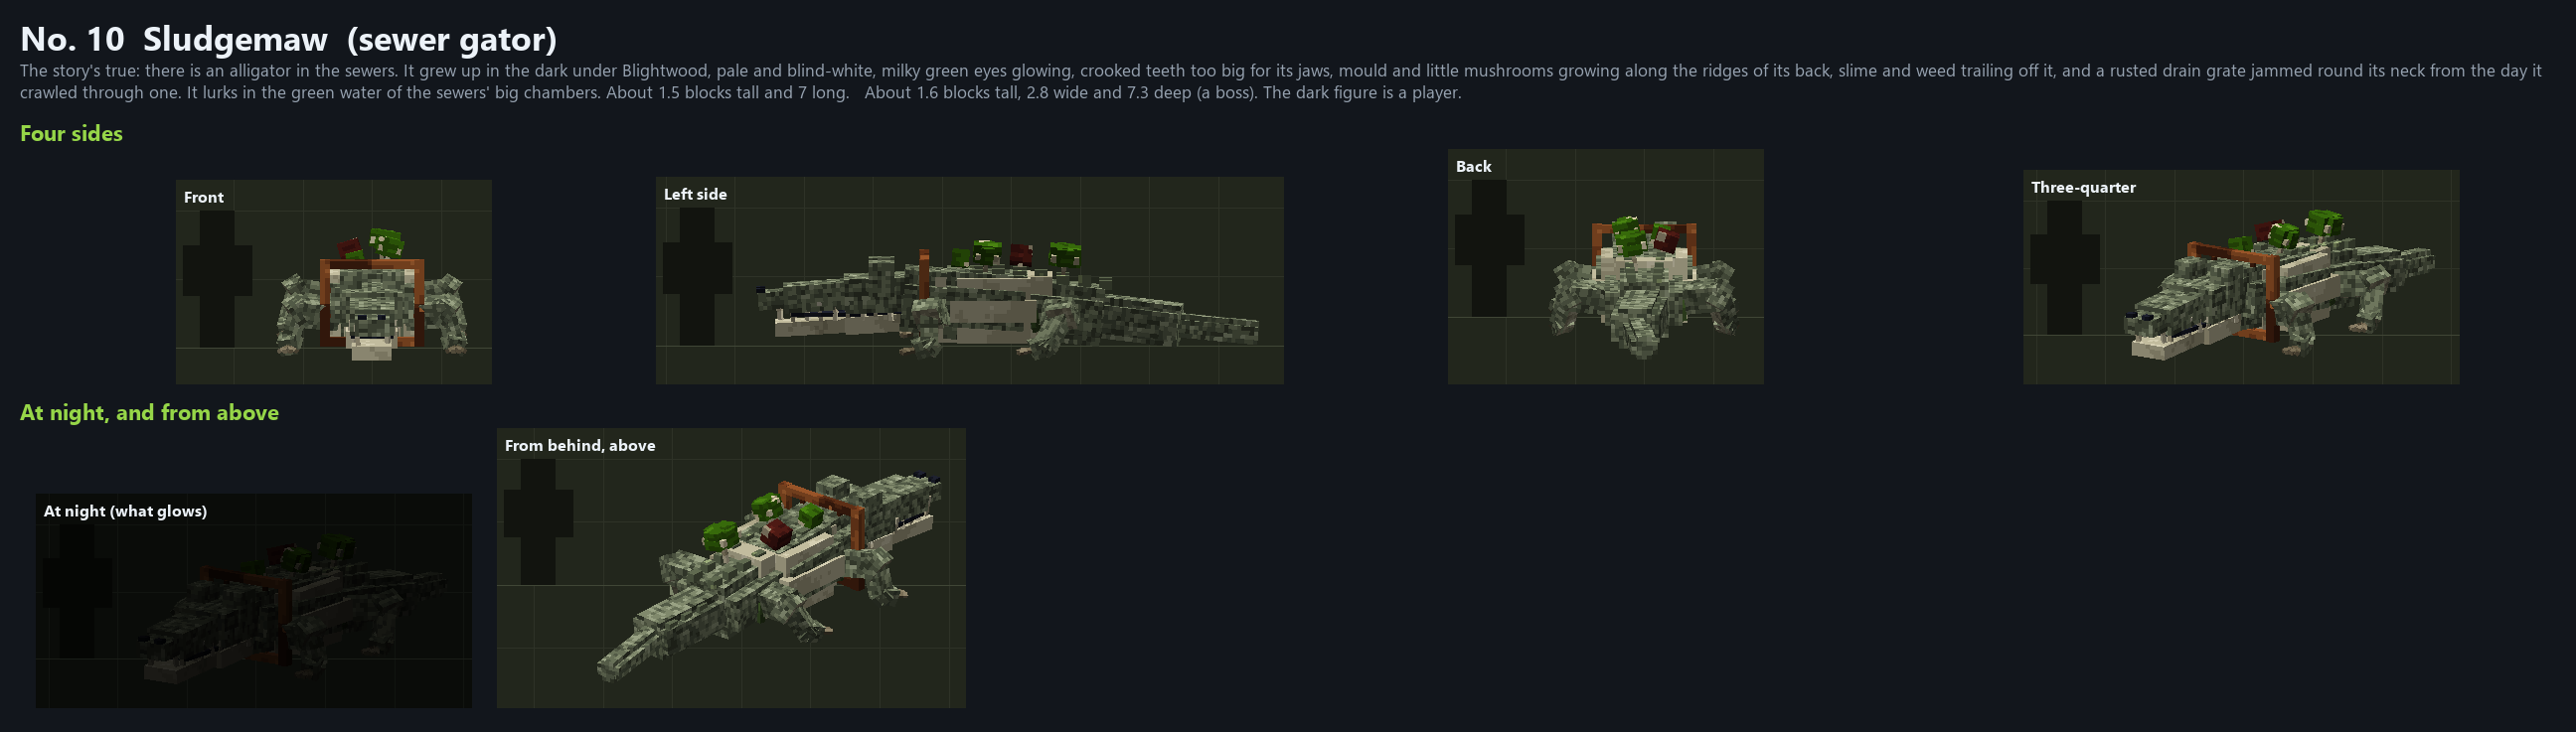 No. 10 Sludgemaw (sewer gator)
The story's true: there is an alligator in the sewers. It grew up in the dark under Blightwood, pale and blind-white, milky green eyes glowing, crooked teeth too big for its jaws, mould and little mushrooms growing along the ridges of its back, slime and weed trailing off it, and a rusted drain grate jammed round its neck from the day it
crawled through one. It lurks in the green water of the sewers' big chambers. About 1.5 blocks tall and 7 long. About 1.6 blocks tall, 2.8 wide and 7.3 deep (a boss). The dark figure is a player.
Four sides
Front
Left side
Back
Three-quarter
At night, and from above
At night (what glows)
From behind, above